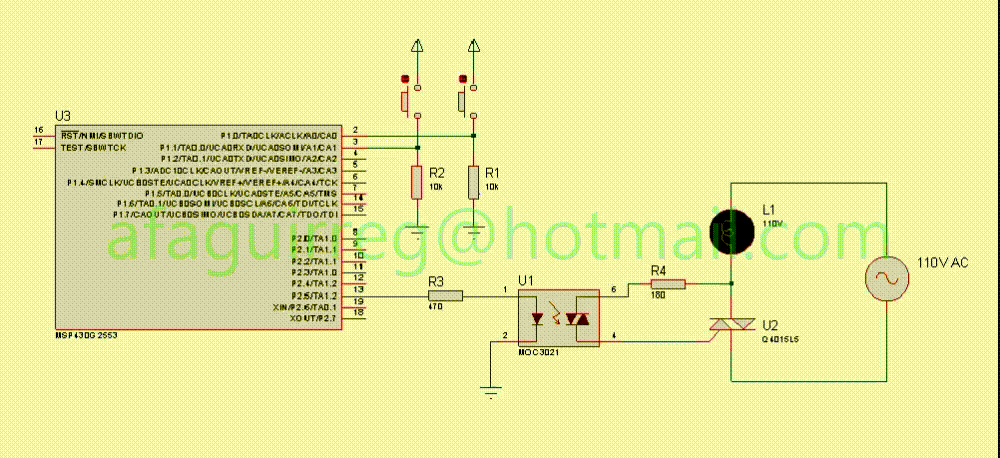 U3
16
RST/NMI/SBWTDIO
17
TEST/SBWTCK
P1.0/TA0CLK/ACLK/A0/CA0
2
P1.1/TA0.0/UCA0RXD/UCA0SOMI/A1/CA1
3
P1.2/TA0.1/UCA0TXD/UCA0SIMO/A2/CA2
4
P1.3/ADC10CLK/CAOUT/VREF-/VEREF-/A3/CA3
5
P1.4/SMCLK/UCB0STE/UCA0CLK/VREF+/VEREF+/A4/CA4/TCK
6
P1.5/TA0.0/UCB0CLK/UCA0STE/A5/CA5/TMS
7
P1.6/TA0.1/UCB0SOMI/UCB0SCL/A6/CA6/TDI/TCLK
14
P1.7/CAOUT/UCB0SIMO/UCB0SDA/A7/CA7/TDO/TDI
15
P2.0/TA1.0
8
P2.1/TA1.1
9
P2.2/TA1.1
10
P2.3/TA1.0
11
P2.4/TA1.2
12
P2.5/TA1.2
13
XIN/P2.6/TA0.1
19
XOUT/P2.7
18
MSP430G2553
R2
10k
R1
10k
afaguirreg@hotmail.com
R3
470
U1
1
2
6
4
MOC3021
R4
180
L1
110V
U2
Q4015L5
110V AC